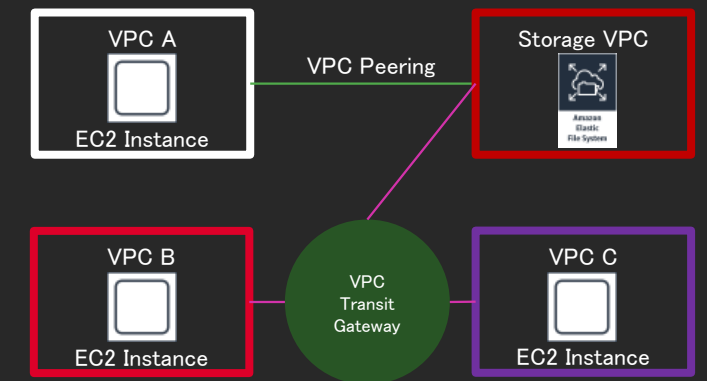 VPC A
EC2 Instance
VPC Peering
Storage VPC
Amazon
Elastic
File System
VPC B
EC2 Instance
VPC
Transit
Gateway
VPC C
EC2 Instance